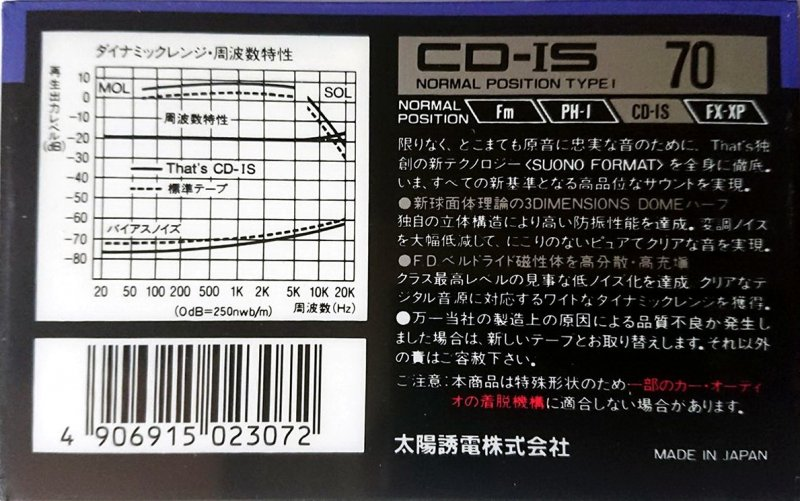 ダイナミックレンジ・周波数特性
再生出力レベル(dB)
10
0
-10
-20
-30
-40
-50
-60
-70
-80
MOL
SOL
周波数特性
That's CD-IS
標準テープ
バイアスノイズ
20 50 100 200 500 1K 2K 5K 10K 20K
(0dB=250nwb/m) 周波数(Hz)
4 906915 023072
CD-IS 70
NORMAL POSITION TYPE I
NORMAL POSITION Fm PH-I CD-IS FX-XP
限りなく、どこまでも原音に忠実な音のために、That's独
創の新テクノロジー〈SUONO FORMAT〉を全身に徹底。
いま、すべての新基準となる高品位なサウンドを実現。
●新球面体理論の3DIMENSIONS DOMEハーフ
独自の立体構造により高い防振性能を達成。変調ノイズ
を大幅低減して、にごりのないピュアでクリアな音を実現。
●F.D.ベルドライド磁性体を高分散・高充塡
クラス最高レベルの見事な低ノイズ化を達成。クリアなデ
ジタル音源に対応するワイドなダイナミックレンジを獲得。
●万一当社の製造上の原因による品質不良が発生し
ました場合は、新しいテープとお取り替えします。それ以外
の責はご容赦下さい。
ご注意：本商品は特殊形状のため一部のカー・オーディ
オの着脱機構に適合しない場合があります。
太陽誘電株式会社
MADE IN JAPAN